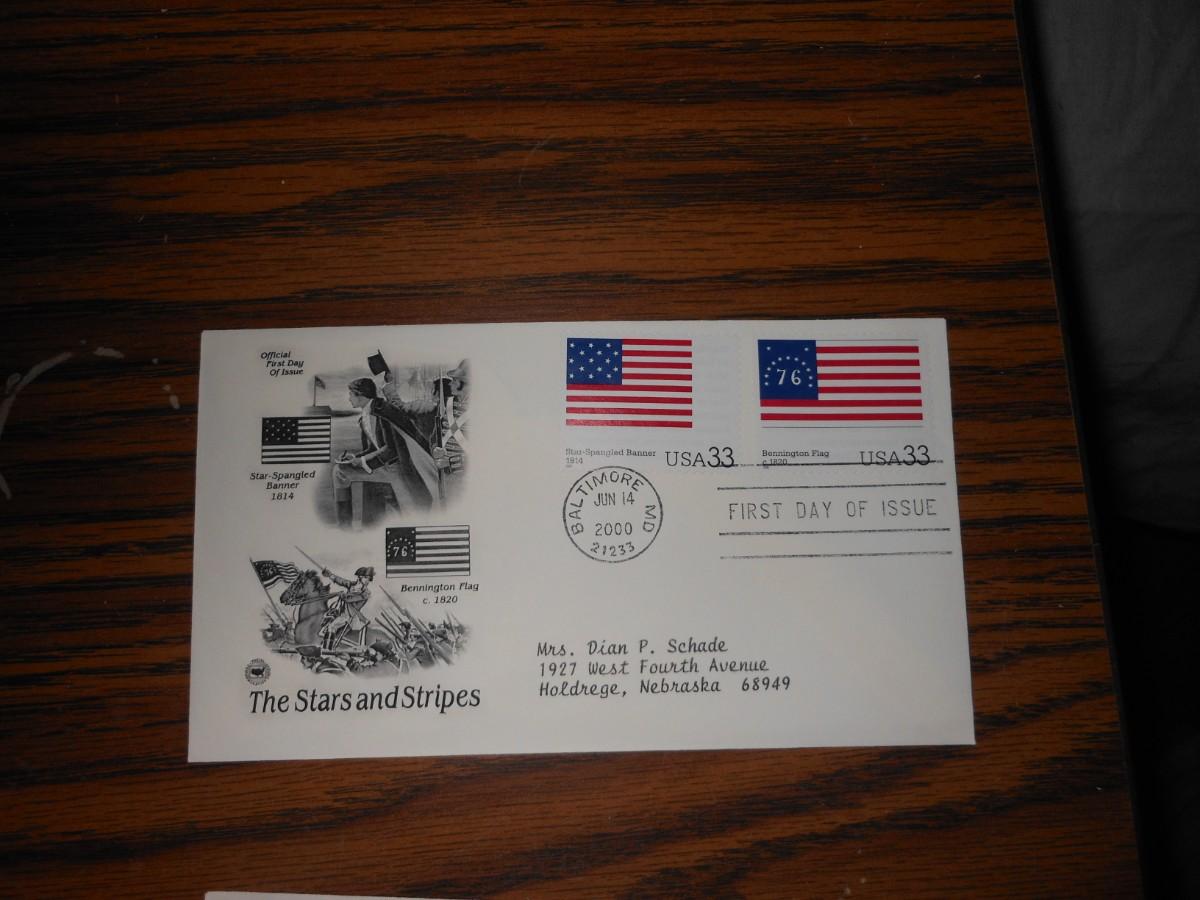 Official
First Day
Of Issue
Star-Spangled
Banner
1814
76
Bennington Flag
c. 1820
The Stars and Stripes
Star-Spangled Banner
1814
USA33
76
Bennington Flag
c. 1820
USA33
BALTIMORE MD
JUN 14
2000
21233
FIRST DAY OF ISSUE
Mrs. Dian P. Schade
1927 West Fourth Avenue
Holdrege, Nebraska 68949